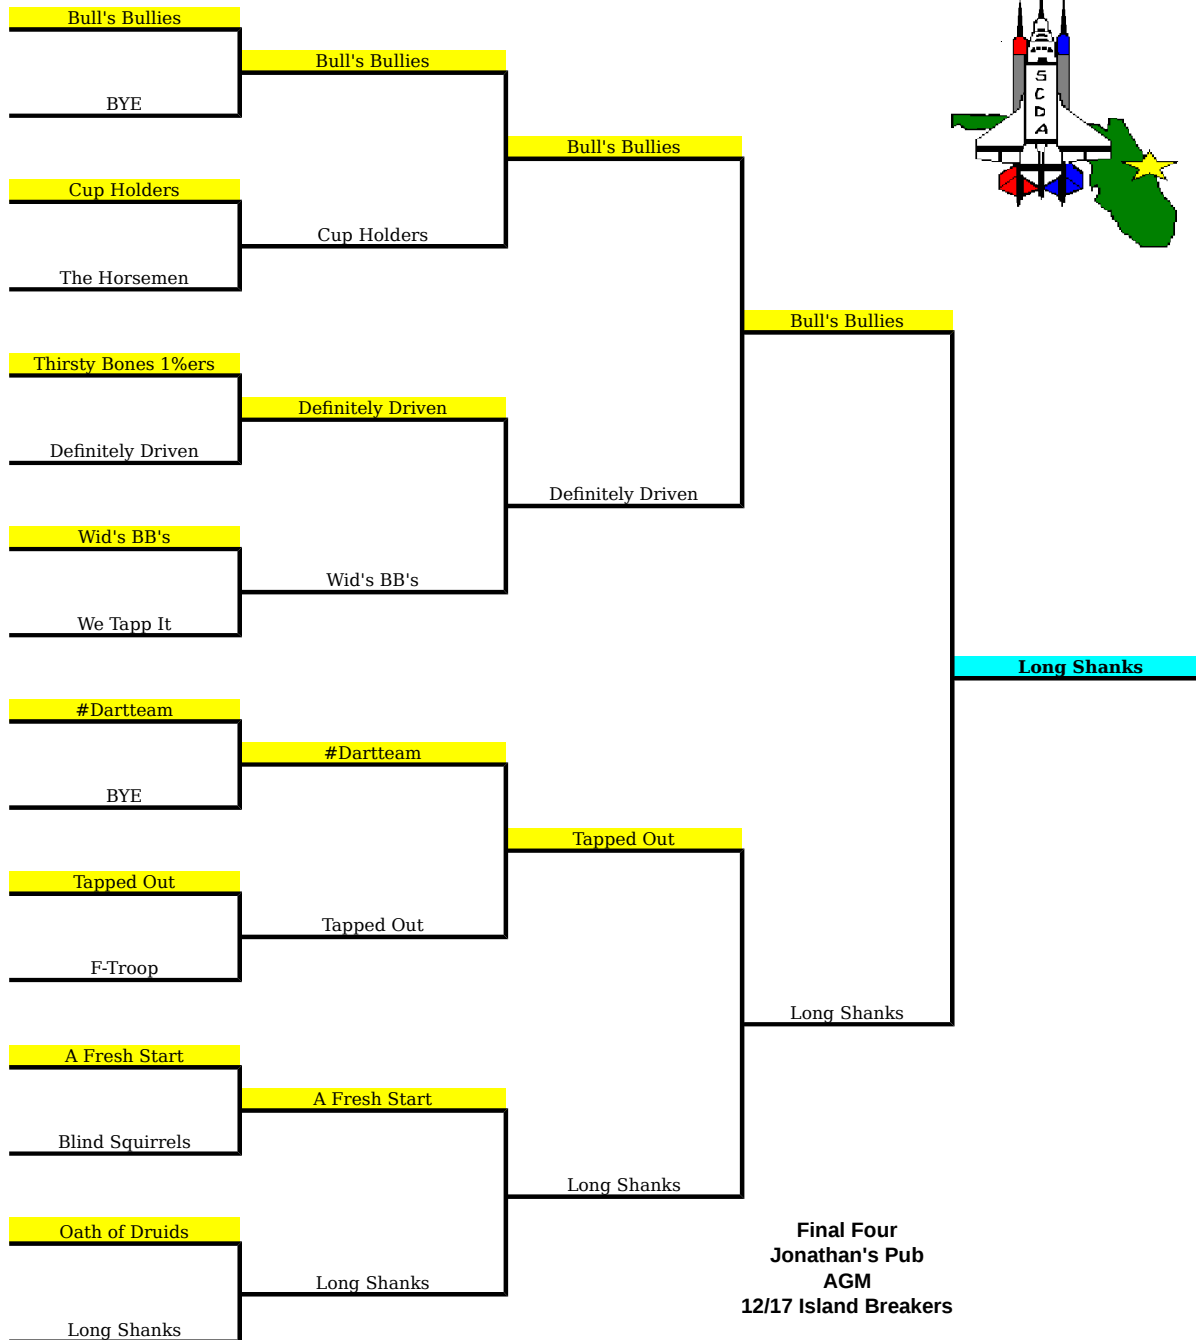 Bull's Bullies
BYE
Cup Holders
The Horsemen
Thirsty Bones 1%ers
Definitely Driven
Wid's BB's
We Tapp It
#Dartteam
BYE
Tapped Out
F-Troop
A Fresh Start
Blind Squirrels
Oath of Druids
Long Shanks
Bull's Bullies
Cup Holders
Definitely Driven
Wid's BB's
#Dartteam
Tapped Out
A Fresh Start
Long Shanks
Bull's Bullies
Definitely Driven
Tapped Out
Long Shanks
Bull's Bullies
Long Shanks
Long Shanks
SCDA
Final Four
Jonathan's Pub
AGM
12/17 Island Breakers